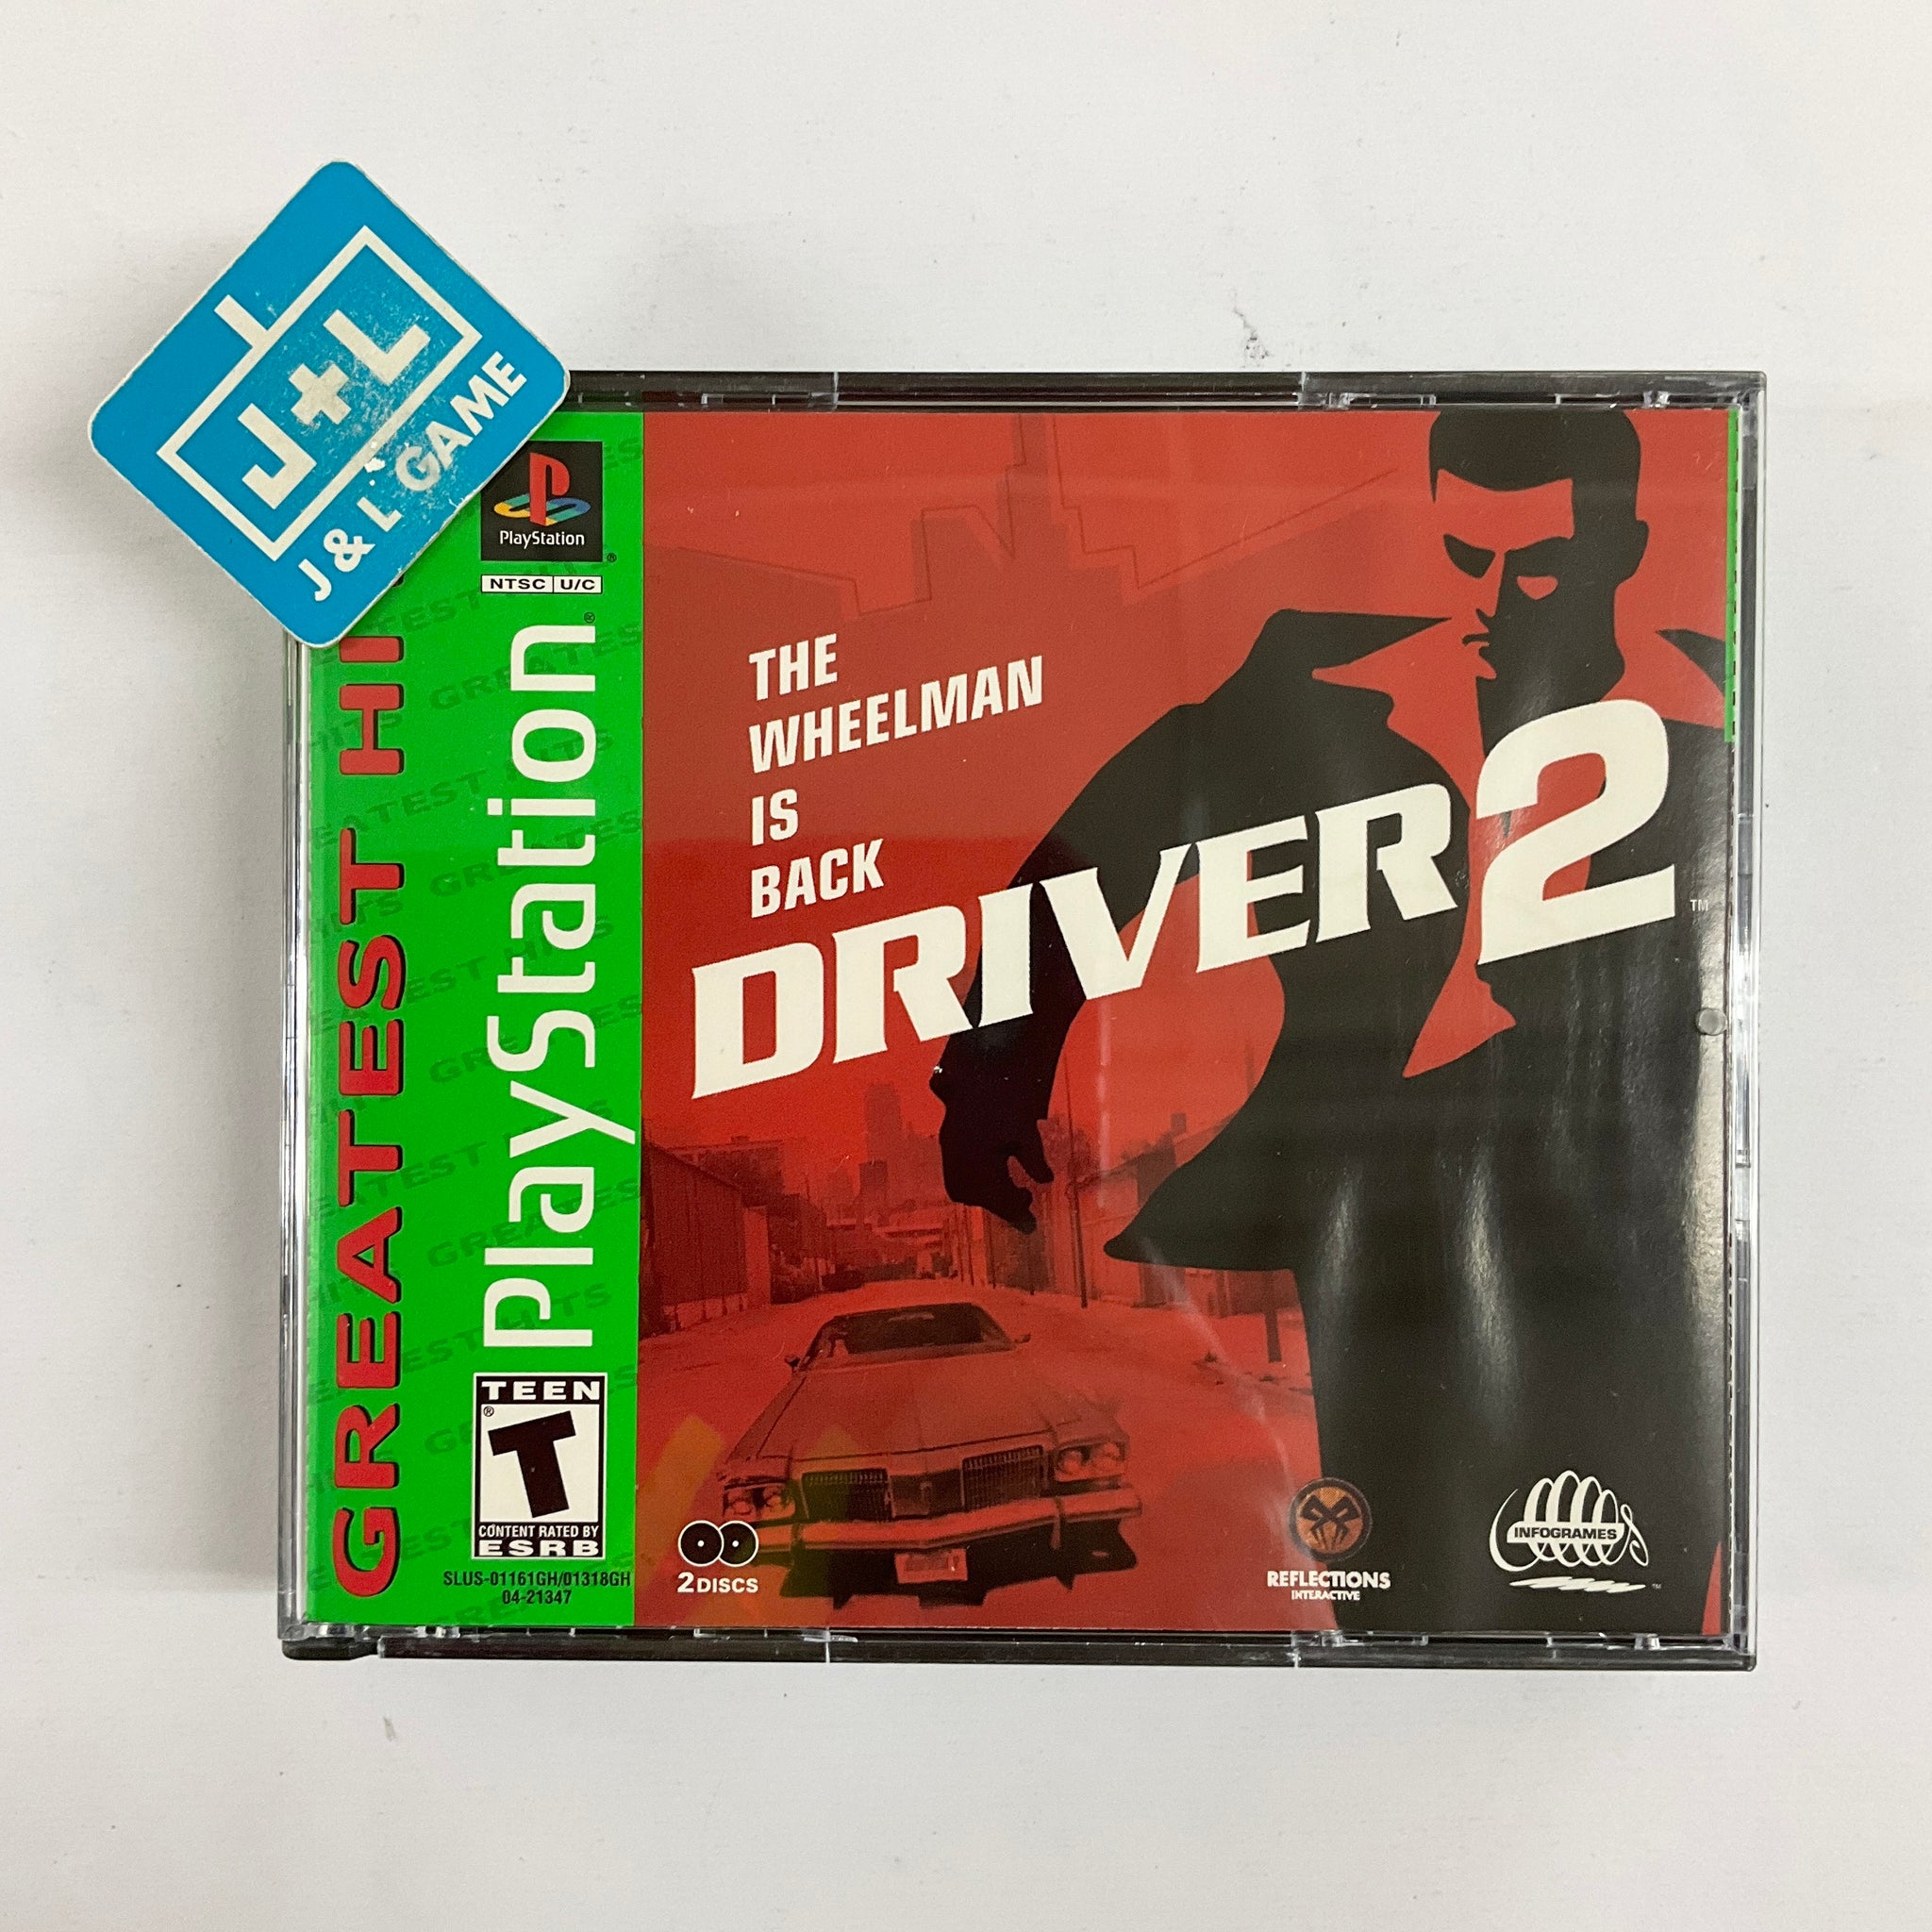 J+L
J & L GAME
GREATEST HI
PlayStation
NTSC U/C
PlayStation
TEEN
T
CONTENT RATED BY
ESRB
SLUS-01161GH/01318GH
04-21347
THE
WHEELMAN
IS
BACK
DRIVER 2
TM
2 DISCS
REFLECTIONS
INTERACTIVE
INFOGRAMES